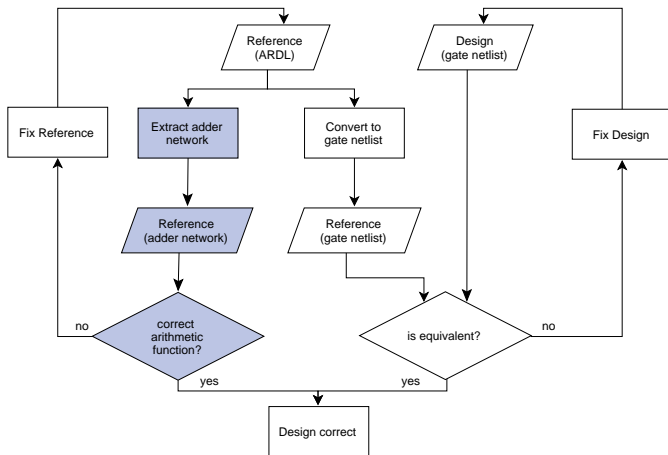 Reference
(ARDL)
Design
(gate netlist)
Fix Reference
Extract adder
network
Convert to
gate netlist
Fix Design
Reference
(adder network)
Reference
(gate netlist)
no
correct
arithmetic
function?
is equivalent?
no
yes
yes
Design correct